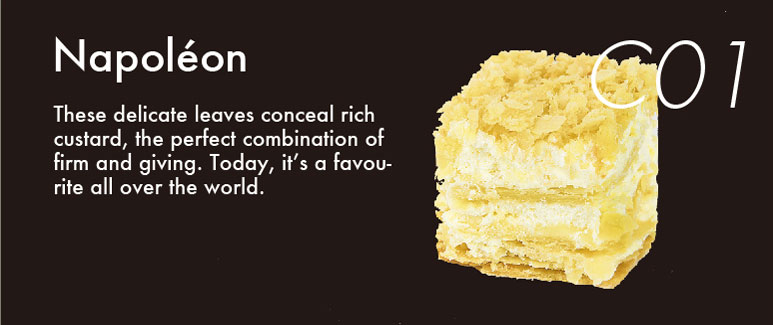 Napoléon
C01
These delicate leaves conceal rich
custard, the perfect combination of
firm and giving. Today, it's a favou-
rite all over the world.